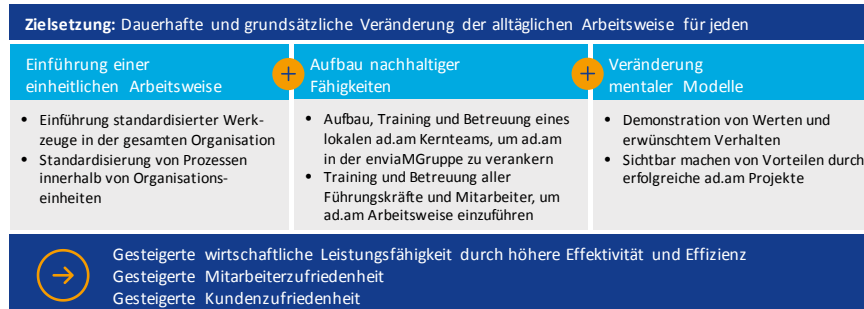 Zielsetzung: Dauerhafte und grundsätzliche Veränderung der alltäglichen Arbeitsweise für jeden
Einführung einer
einheitlichen Arbeitsweise
+
Aufbau nachhaltiger
Fähigkeiten
+
Veränderung
mentaler Modelle
• Einführung standardisierter Werk-
zeuge in der gesamten Organisation
• Standardisierung von Prozessen
innerhalb von Organisations-
einheiten
• Aufbau, Training und Betreuung eines
lokalen ad.am Kernteams, um ad.am
in der enviaMGruppe zu verankern
• Training und Betreuung aller
Führungskräfte und Mitarbeiter, um
ad.am Arbeitsweise einzuführen
• Demonstration von Werten und
erwünschtem Verhalten
• Sichtbar machen von Vorteilen durch
erfolgreiche ad.am Projekte
Gesteigerte wirtschaftliche Leistungsfähigkeit durch höhere Effektivität und Effizienz
Gesteigerte Mitarbeiterzufriedenheit
Gesteigerte Kundenzufriedenheit